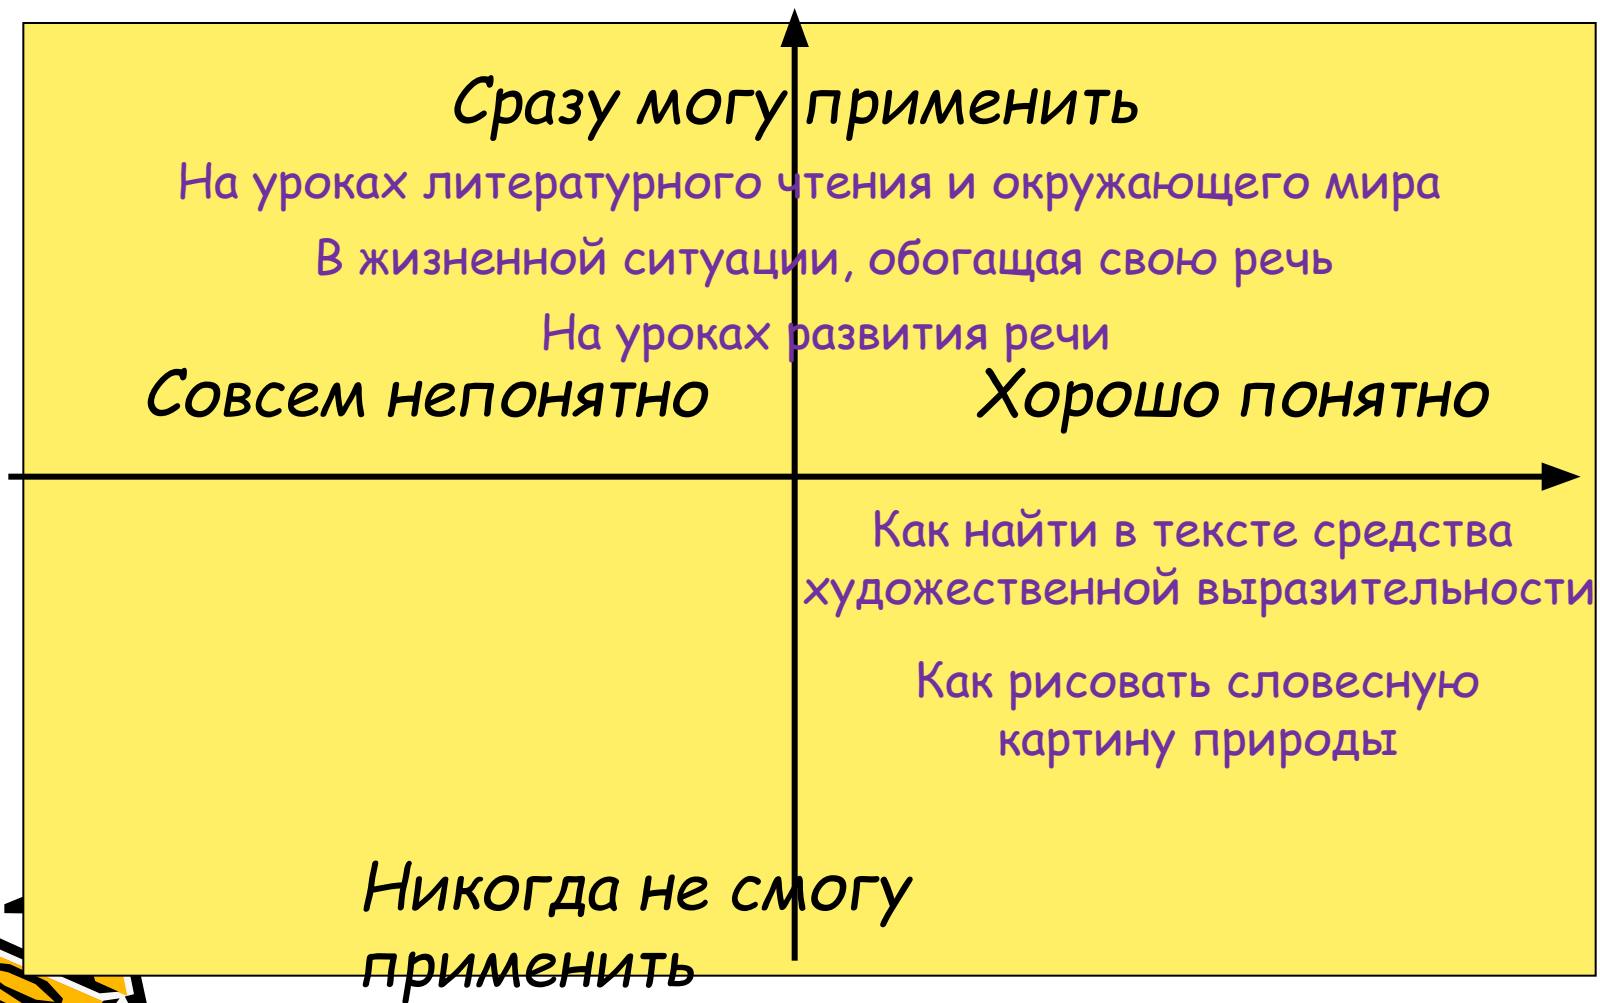 Сразу могу применить
На уроках литературного чтения и окружающего мира
В жизненной ситуации, обогащая свою речь
На уроках развития речи
Совсем непонятно
Хорошо понятно
Как найти в тексте средства
художественной выразительности
Как рисовать словесную
картину природы
Никогда не смогу
применить